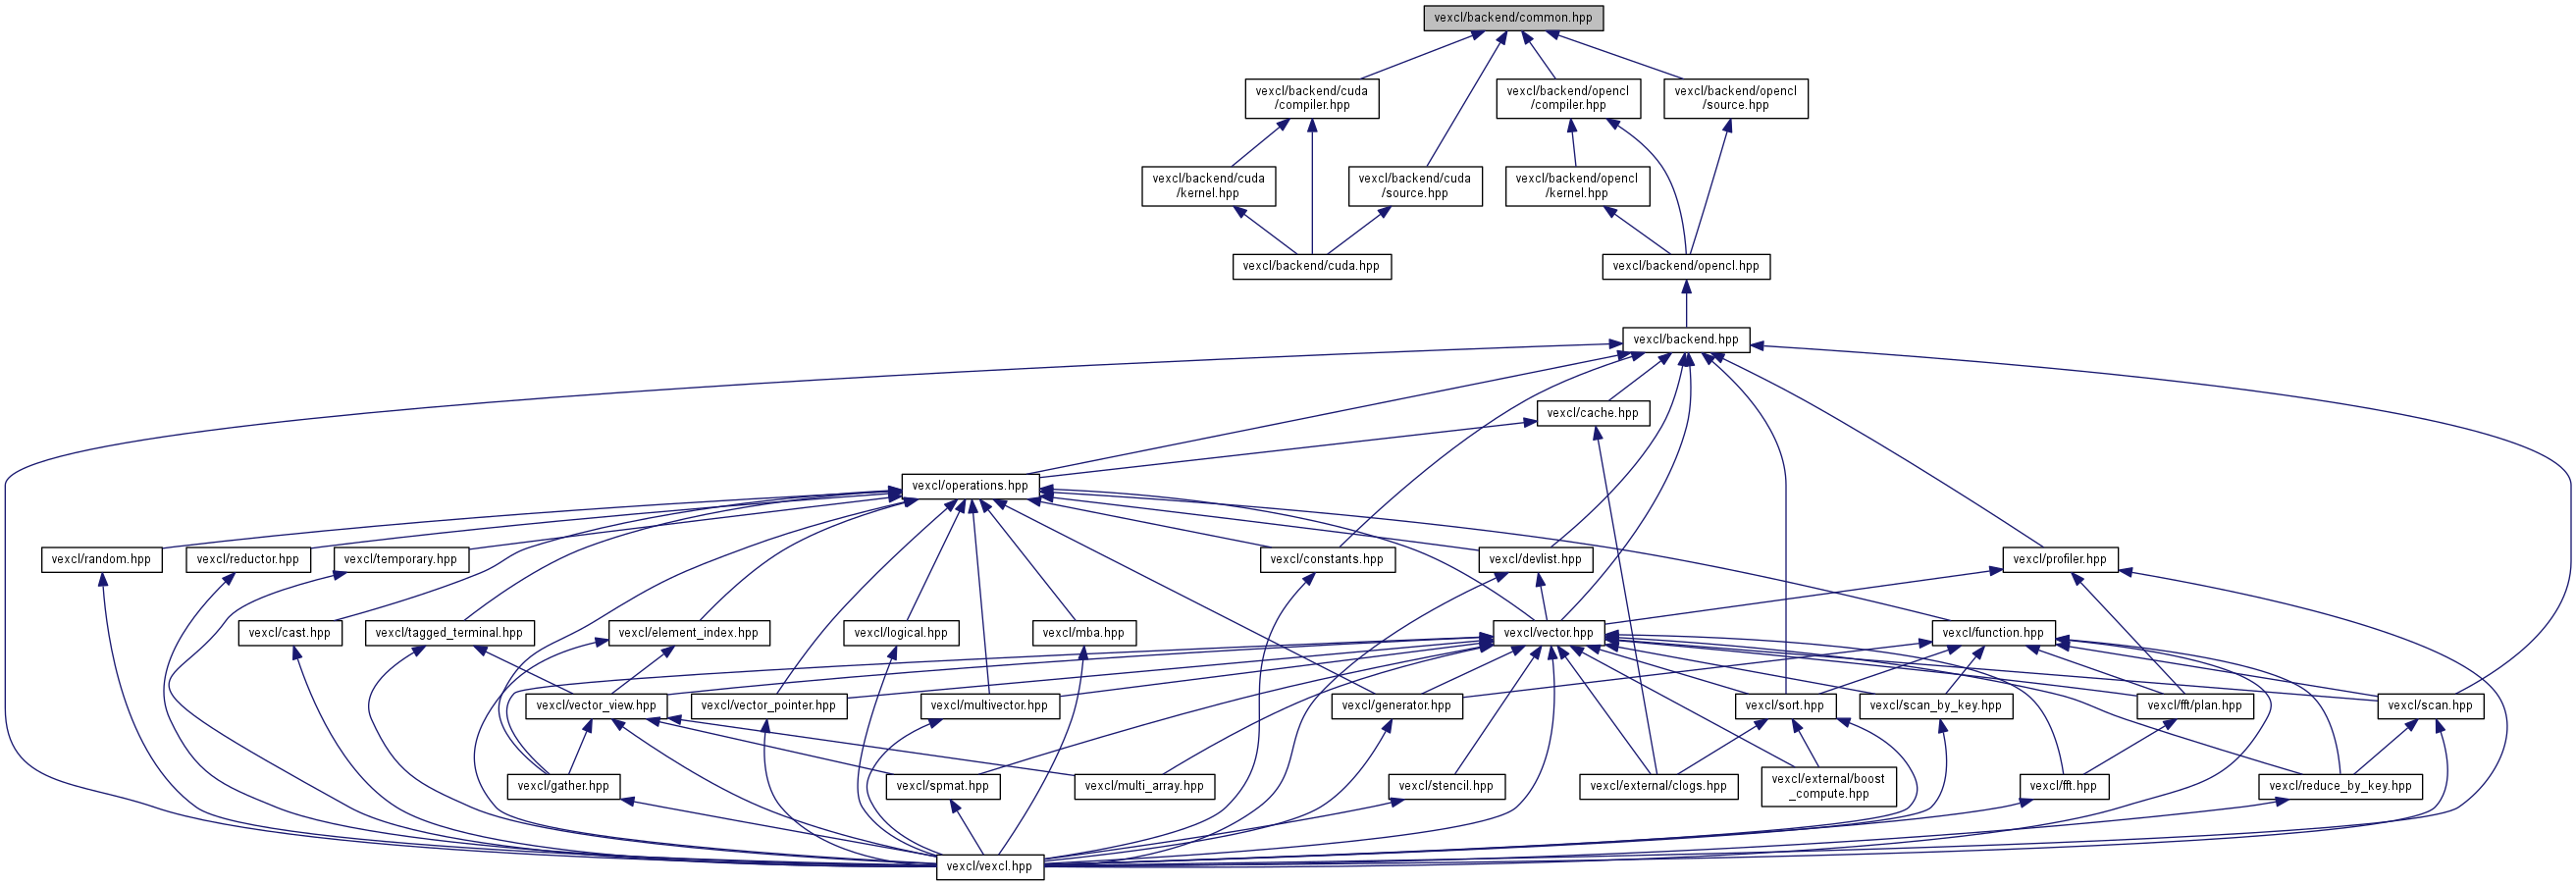 vexcl/backend/common.hpp
vexcl/backend/cuda
/compiler.hpp
vexcl/backend/opencl
/compiler.hpp
vexcl/backend/opencl
/source.hpp
vexcl/backend/cuda
/kernel.hpp
vexcl/backend/cuda
/source.hpp
vexcl/backend/opencl
/kernel.hpp
vexcl/backend/cuda.hpp
vexcl/backend/opencl.hpp
vexcl/backend.hpp
vexcl/cache.hpp
vexcl/operations.hpp
vexcl/random.hpp
vexcl/reductor.hpp
vexcl/temporary.hpp
vexcl/constants.hpp
vexcl/devlist.hpp
vexcl/profiler.hpp
vexcl/cast.hpp
vexcl/tagged_terminal.hpp
vexcl/element_index.hpp
vexcl/logical.hpp
vexcl/mba.hpp
vexcl/vector.hpp
vexcl/function.hpp
vexcl/vector_view.hpp
vexcl/vector_pointer.hpp
vexcl/multivector.hpp
vexcl/generator.hpp
vexcl/sort.hpp
vexcl/scan_by_key.hpp
vexcl/fft/plan.hpp
vexcl/scan.hpp
vexcl/gather.hpp
vexcl/spmat.hpp
vexcl/multi_array.hpp
vexcl/stencil.hpp
vexcl/external/clogs.hpp
vexcl/external/boost
_compute.hpp
vexcl/fft.hpp
vexcl/reduce_by_key.hpp
vexcl/vexcl.hpp